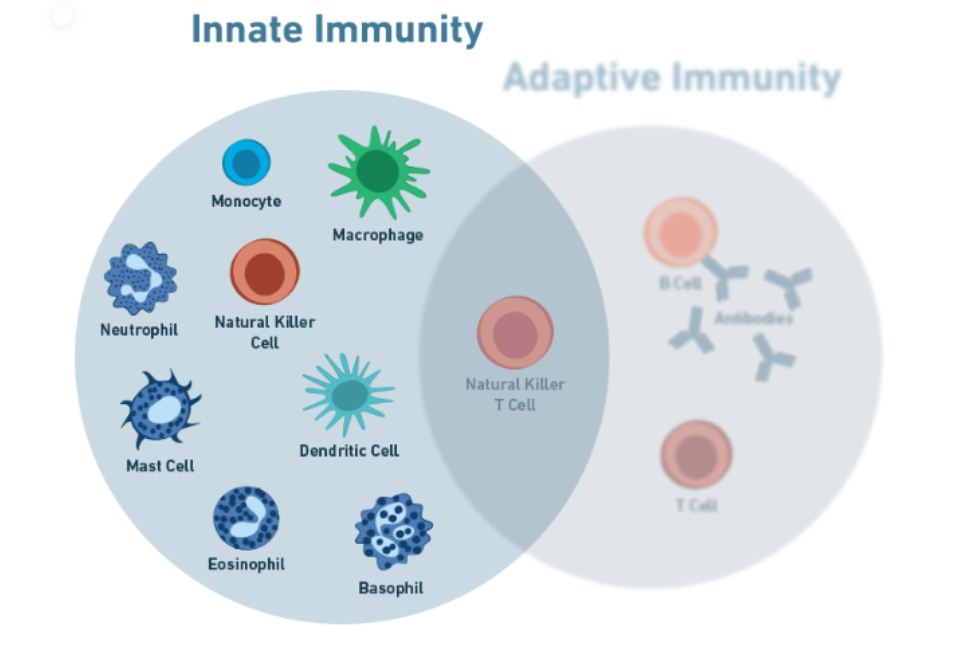 Innate Immunity
Adaptive Immunity
Monocyte
Macrophage
Neutrophil
Natural Killer
Cell
Mast Cell
Dendritic Cell
Eosinophil
Basophil
Natural Killer
T Cell
B Cell
Antibodies
T Cell